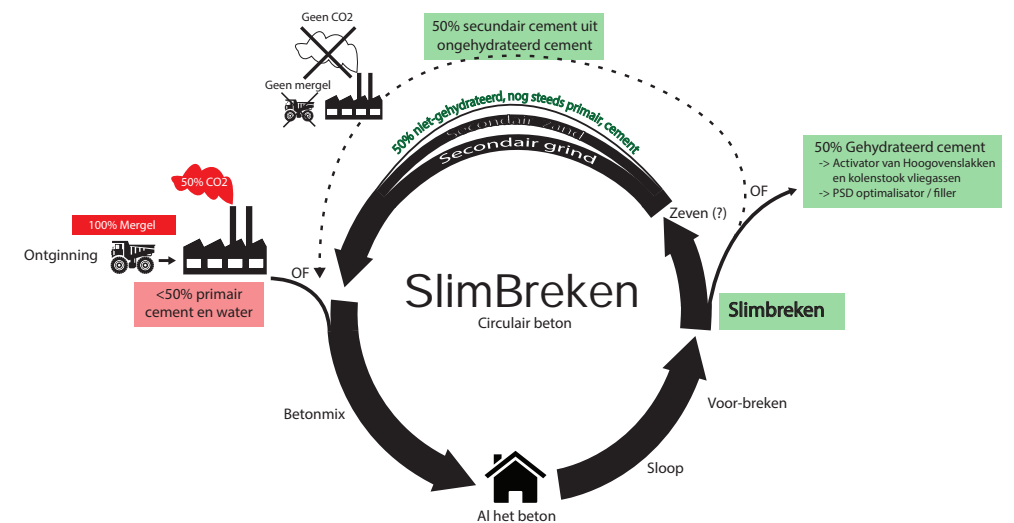 Geen CO2
50% secundair cement uit
ongehydrateerd cement
Geen mergel
50% niet-gehydrateerd, nog steeds primair cement
Secondair zand
Secondair grind
50% Gehydrateerd cement
-> Activator van Hoogovenslakken
en kolenstook vliegassen
-> PSD optimalisator / filler
OF
50% CO2
100% Mergel
Zeven (?)
Ontginning
OF
<50% primair
cement en water
SlimBreken
Circulair beton
Slimbreken
Betonmix
Voor-breken
Sloop
Al het beton